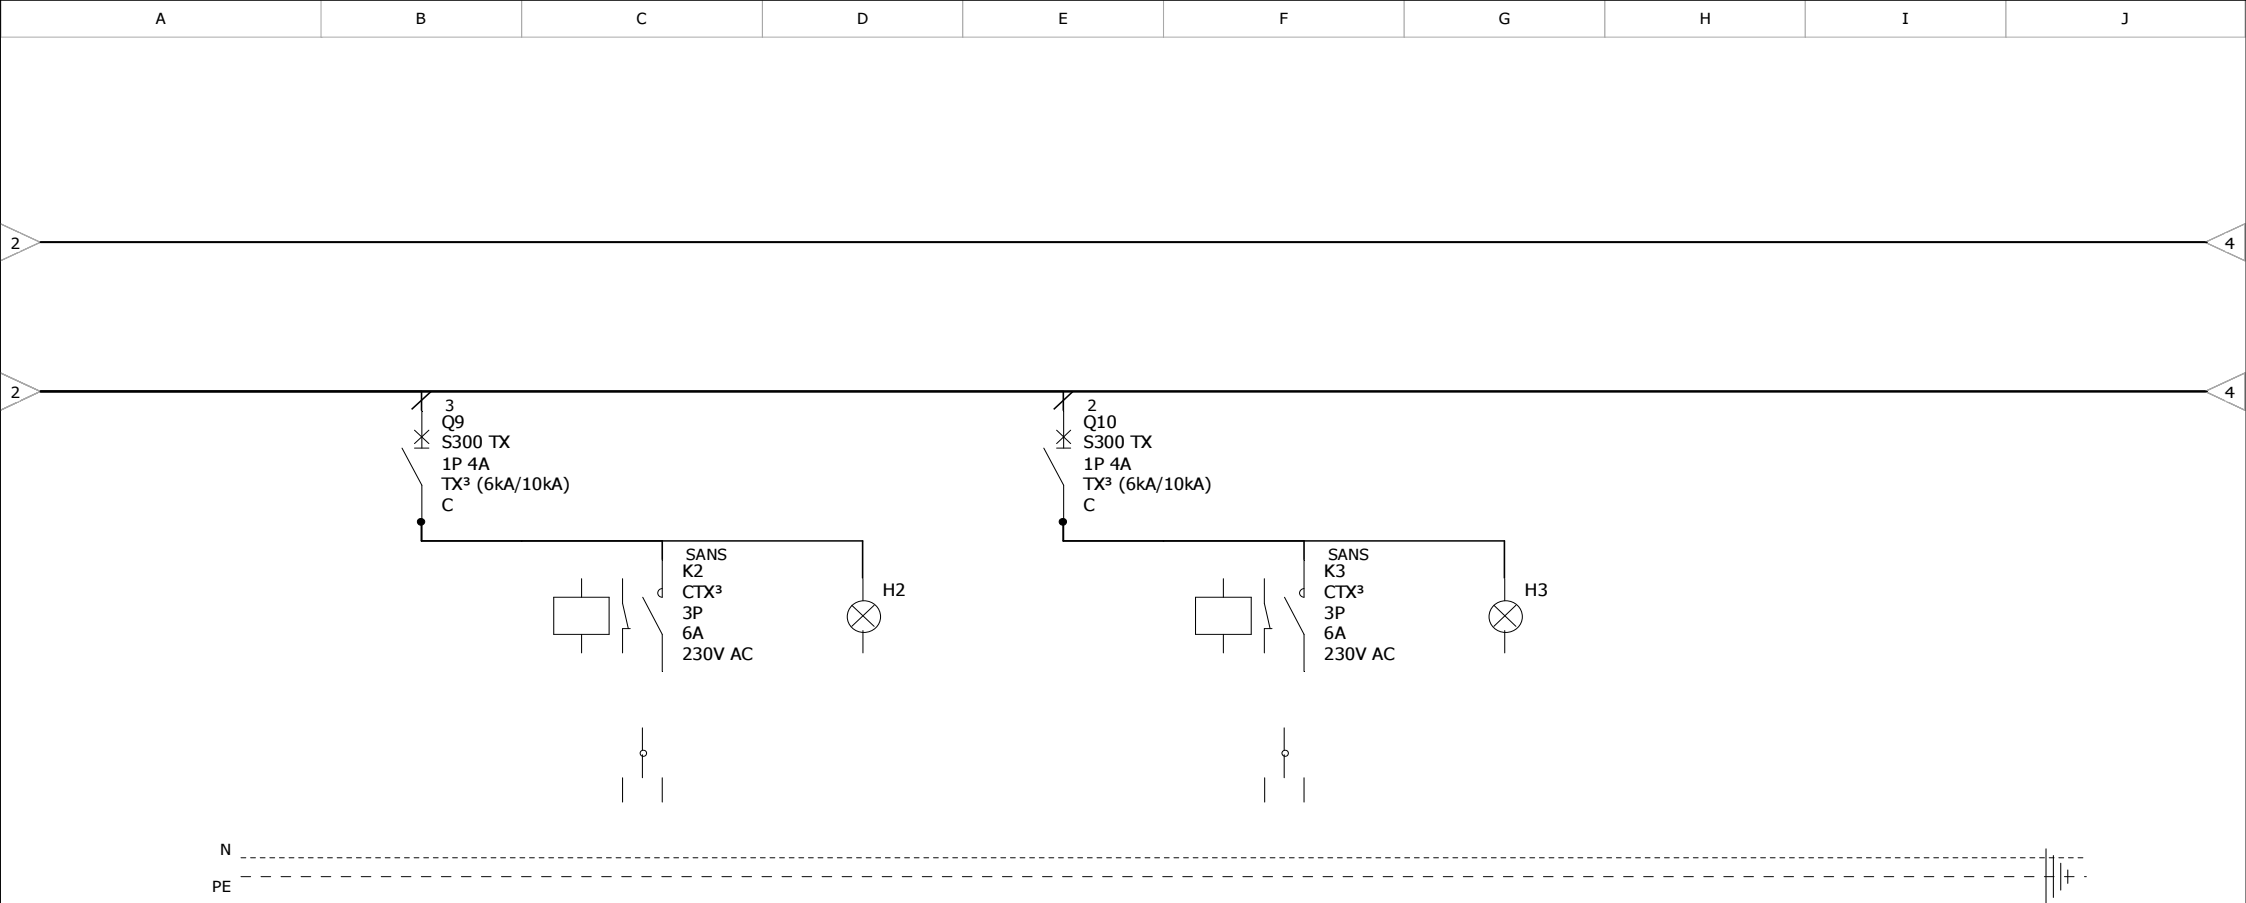 A B C D E F G H I J
2 4
2 4
3
Q9
S300 TX
1P 4A
TX³ (6kA/10kA)
C
2
Q10
S300 TX
1P 4A
TX³ (6kA/10kA)
C
SANS
K2
CTX³
3P
6A
230V AC
H2
SANS
K3
CTX³
3P
6A
230V AC
H3
N
PE